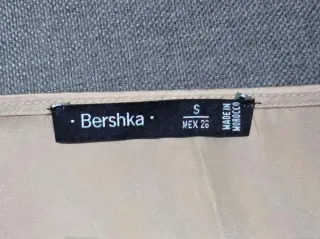 · Bershka ·
S
MEX 26
MADE IN
MOROCCO